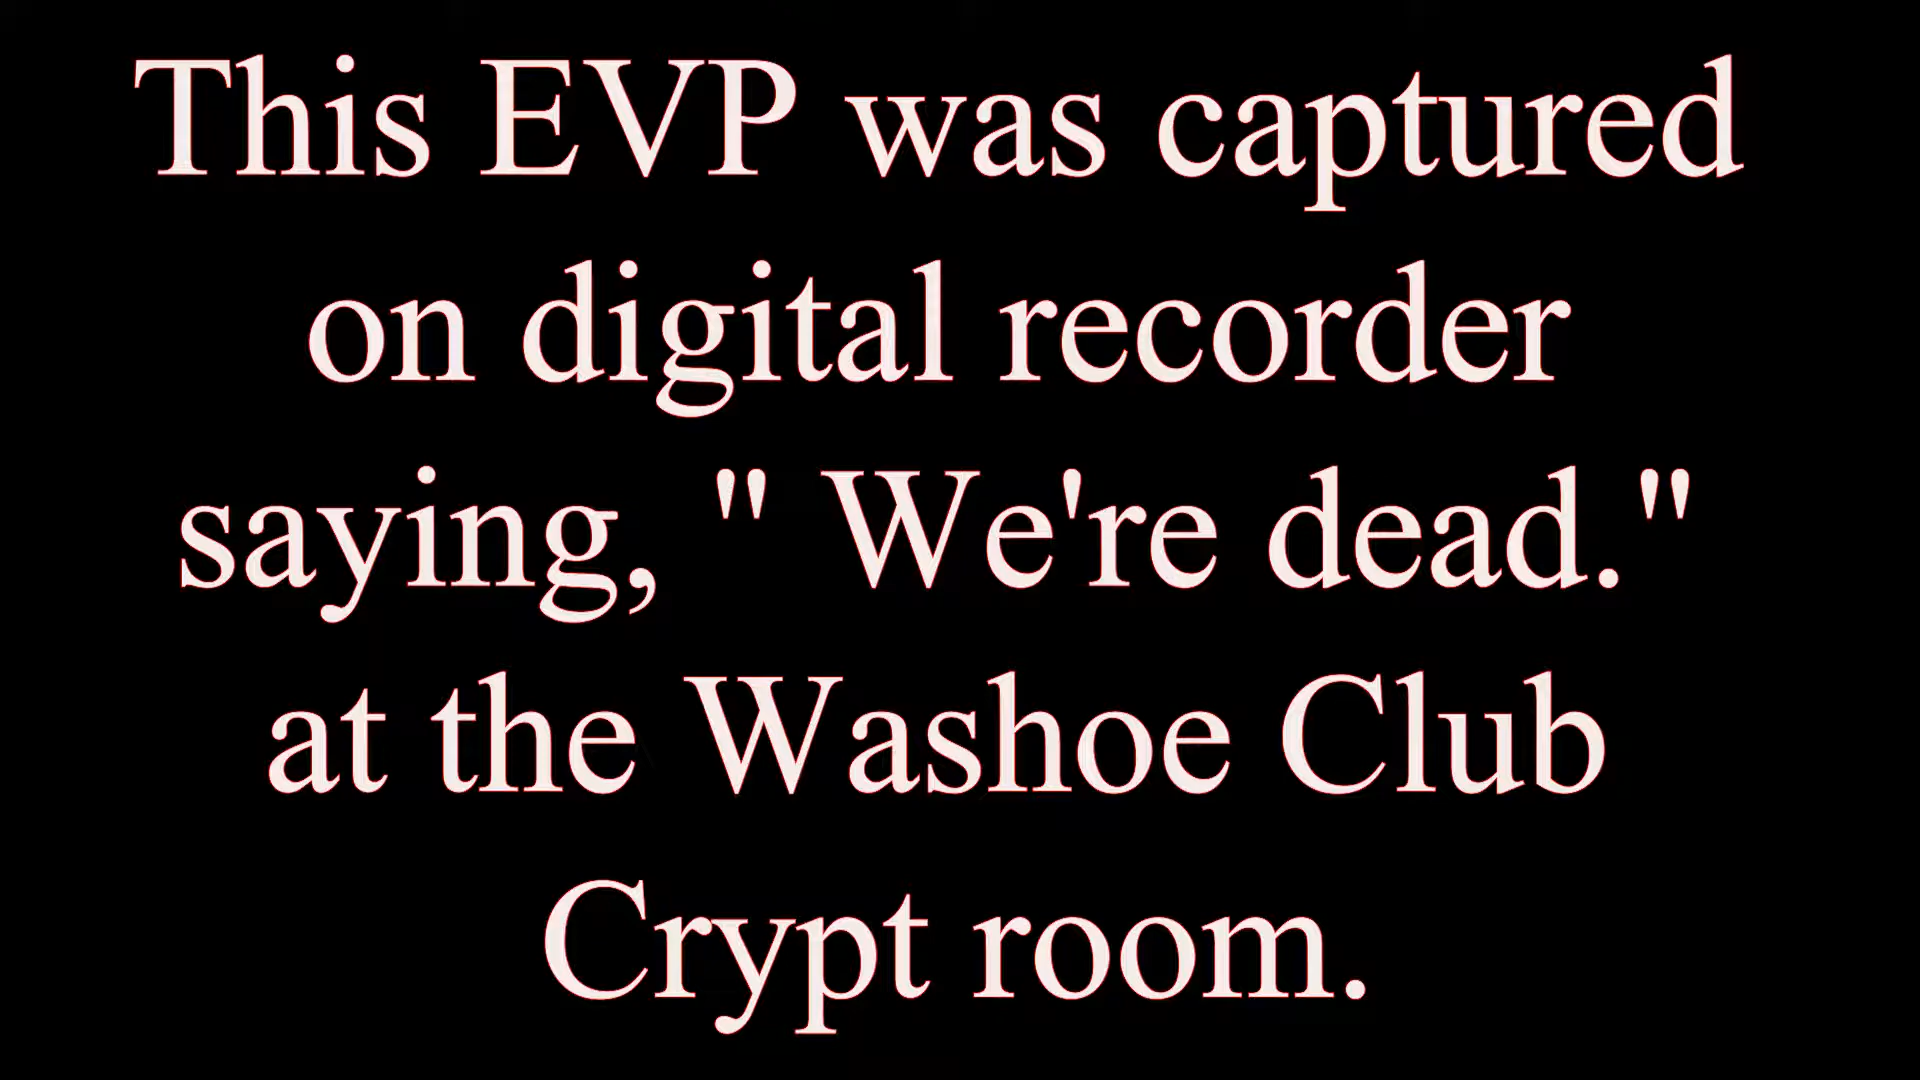 This EVP was captured
on digital recorder
saying, " We're dead."
at the Washoe Club
Crypt room.